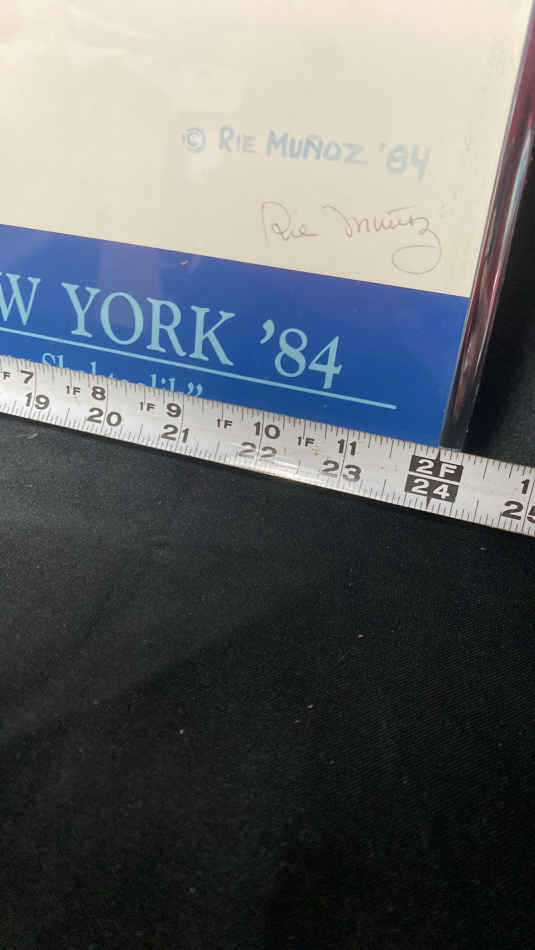 © RIE MUÑOZ '84
Rie Muñoz
W YORK '84
Shaktoolik”
F 7 1F 8 1F 9 1F 10 1F 11 2F 1
19 20 21 22 23 24 25